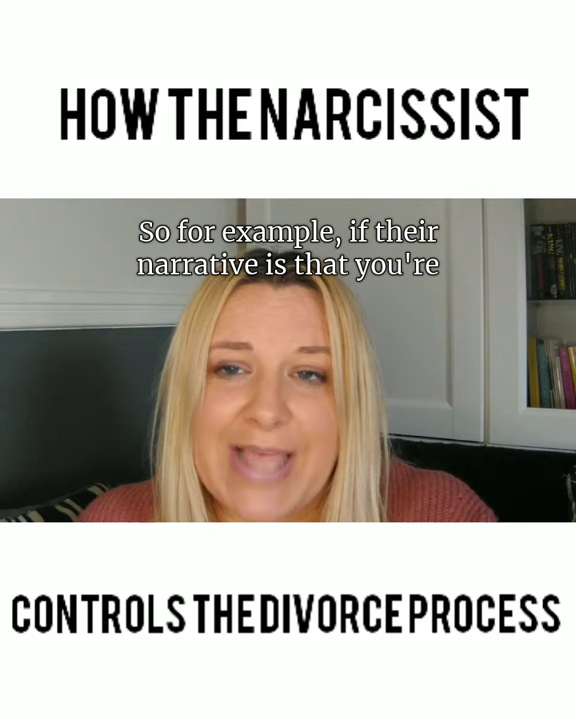 HOW THE NARCISSIST
So for example, if their
narrative is that you're
CONTROLS THE DIVORCE PROCESS